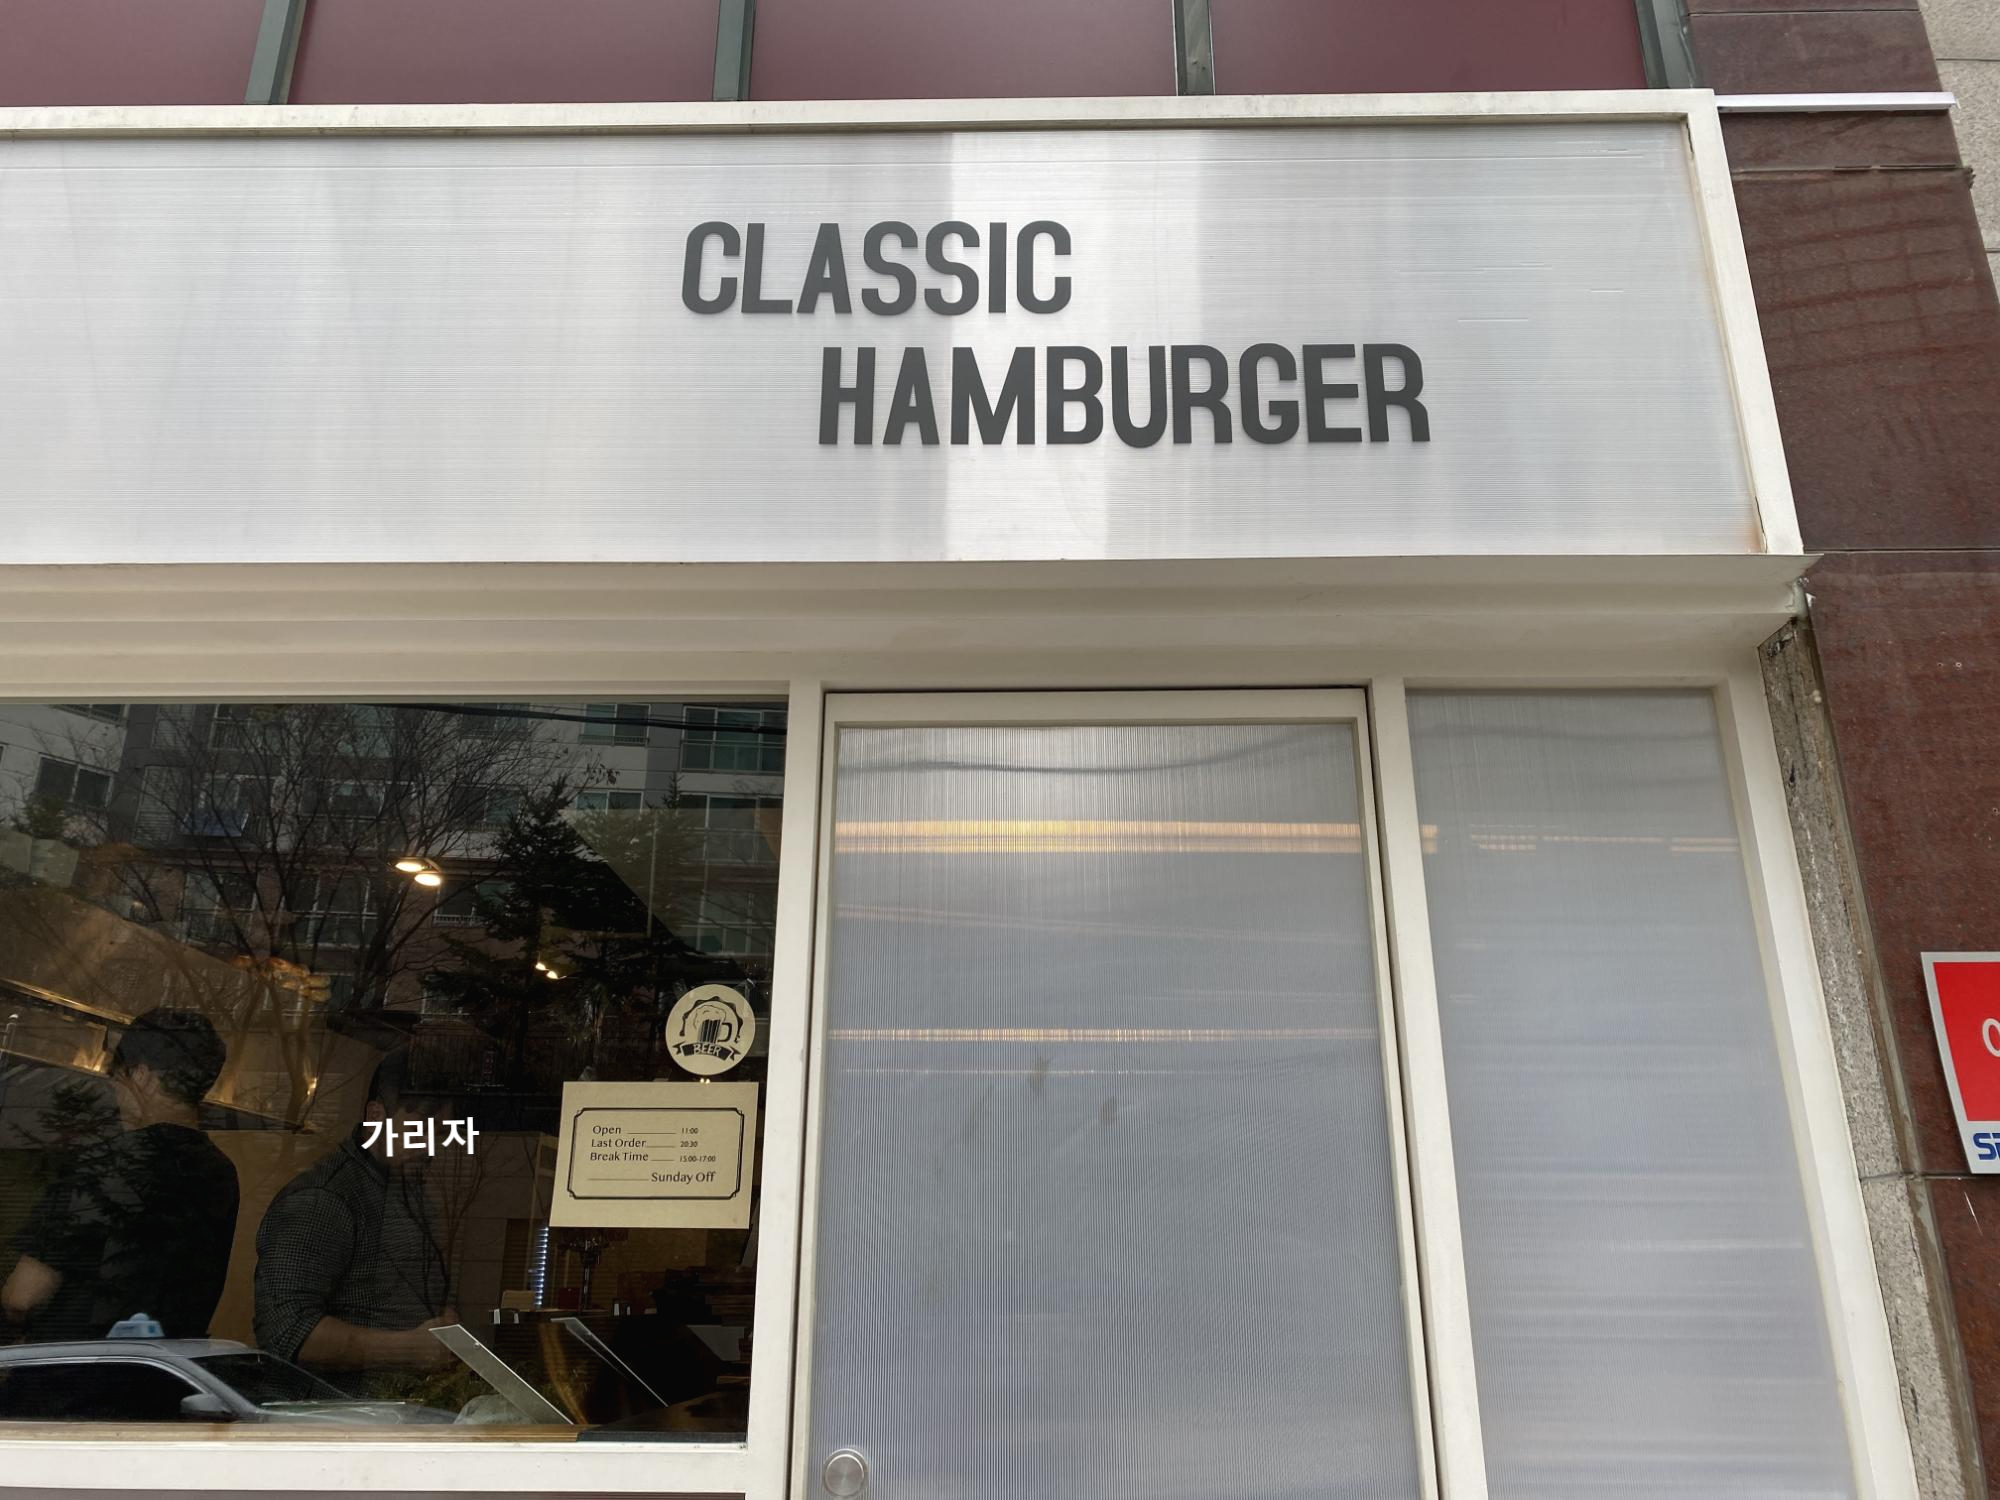 CLASSIC
HAMBURGER
BEER
가리자
Open 11:00
Last Order 20:30
Break Time 15:00-17:00
Sunday Off